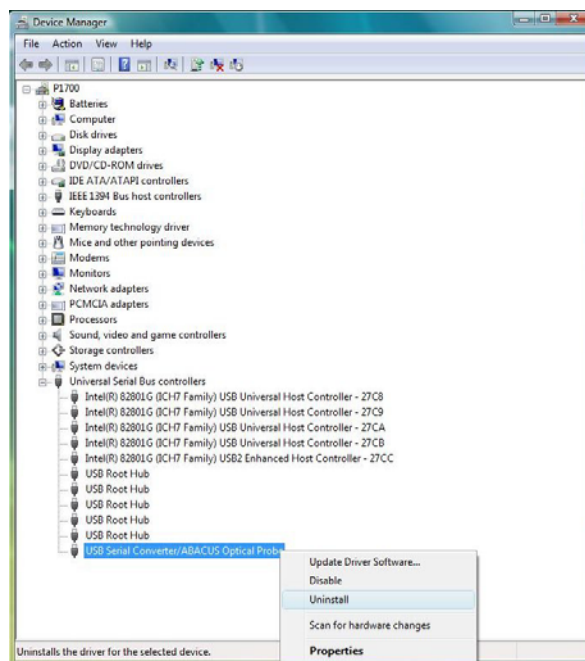 Device Manager
File Action View Help
P1700
Batteries
Computer
Disk drives
Display adapters
DVD/CD-ROM drives
IDE ATA/ATAPI controllers
IEEE 1394 Bus host controllers
Keyboards
Memory technology driver
Mice and other pointing devices
Modems
Monitors
Network adapters
PCMCIA adapters
Processors
Sound, video and game controllers
Storage controllers
System devices
Universal Serial Bus controllers
Intel(R) 82801G (ICH7 Family) USB Universal Host Controller - 27C8
Intel(R) 82801G (ICH7 Family) USB Universal Host Controller - 27C9
Intel(R) 82801G (ICH7 Family) USB Universal Host Controller - 27CA
Intel(R) 82801G (ICH7 Family) USB Universal Host Controller - 27CB
Intel(R) 82801G (ICH7 Family) USB2 Enhanced Host Controller - 27CC
USB Root Hub
USB Root Hub
USB Root Hub
USB Root Hub
USB Root Hub
USB Serial Converter/ABACUS Optical Probe
Update Driver Software...
Disable
Uninstall
Scan for hardware changes
Properties
Uninstalls the driver for the selected device.